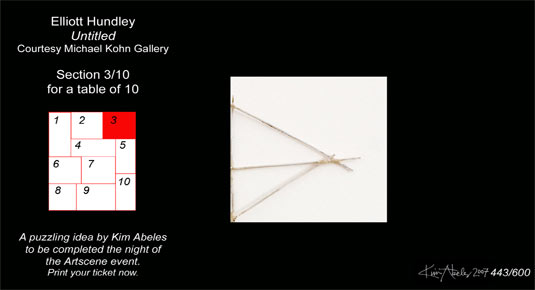 Elliott Hundley
Untitled
Courtesy Michael Kohn Gallery
Section 3/10
for a table of 10
1 2 3
4 5
6 7
10
8 9
A puzzling idea by Kim Abeles
to be completed the night of
the Artscene event.
Print your ticket now.
Kim Abeles 2007 443/600